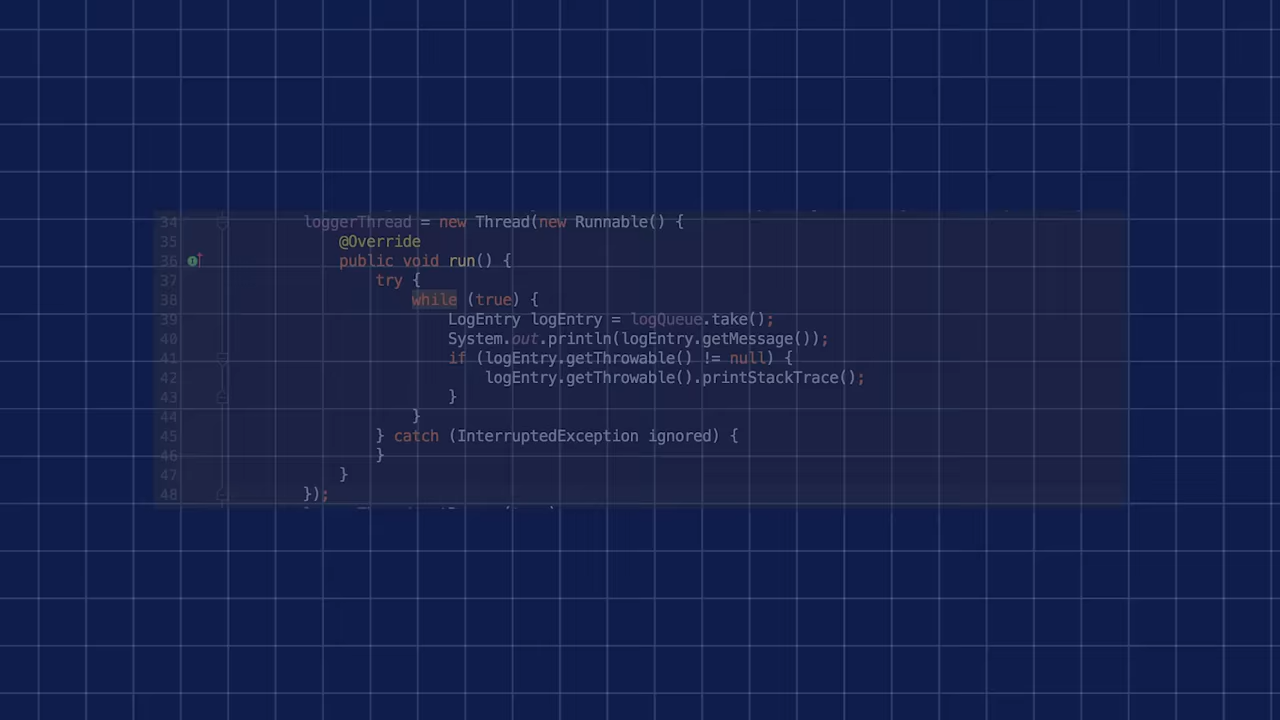 34 loggerThread = new Thread(new Runnable() {
35 @Override
36 public void run() {
37 try {
38 while (true) {
39 LogEntry logEntry = logQueue.take();
40 System.out.println(logEntry.getMessage());
41 if (logEntry.getThrowable() != null) {
42 logEntry.getThrowable().printStackTrace();
43 }
44 }
45 } catch (InterruptedException ignored) {
46 }
47 }
48 });